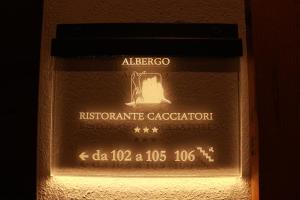 ALBERGO
RISTORANTE CACCIATORI
★★★
← da 102 a 105 106